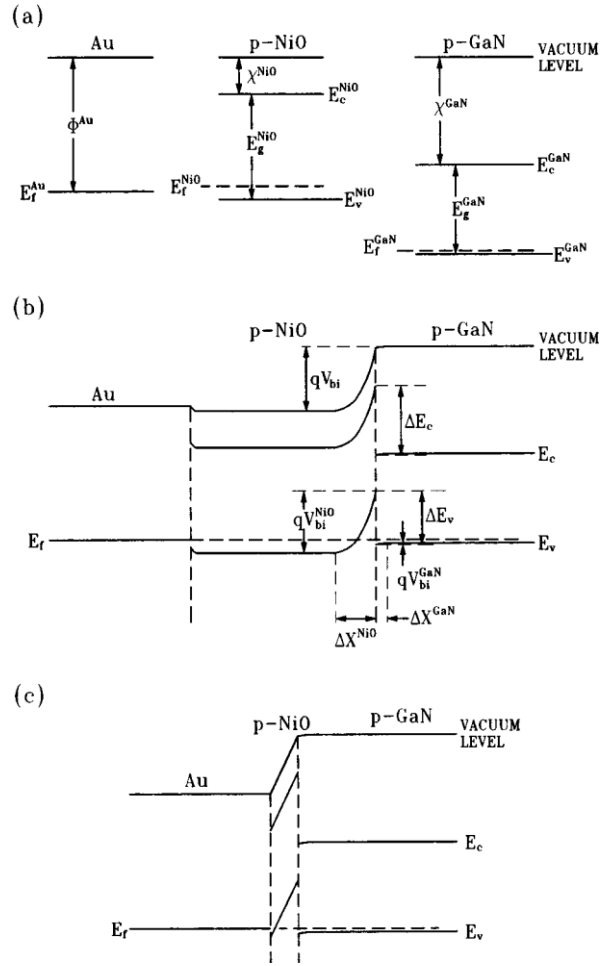 (a)
Au p-NiO p-GaN VACUUM
LEVEL
χ^NiO
E_c^NiO
Φ^Au χ^GaN
E_g^NiO
E_c^GaN
E_f^Au E_f^NiO E_v^NiO E_g^GaN
E_f^GaN E_v^GaN
(b)
p-NiO p-GaN VACUUM
LEVEL
Au qV_bi
ΔE_c
E_c
qV_bi^NiO ΔE_v
E_f E_v
qV_bi^GaN
ΔX^NiO ΔX^GaN
(c)
p-NiO p-GaN VACUUM
LEVEL
Au
E_c
E_f E_v